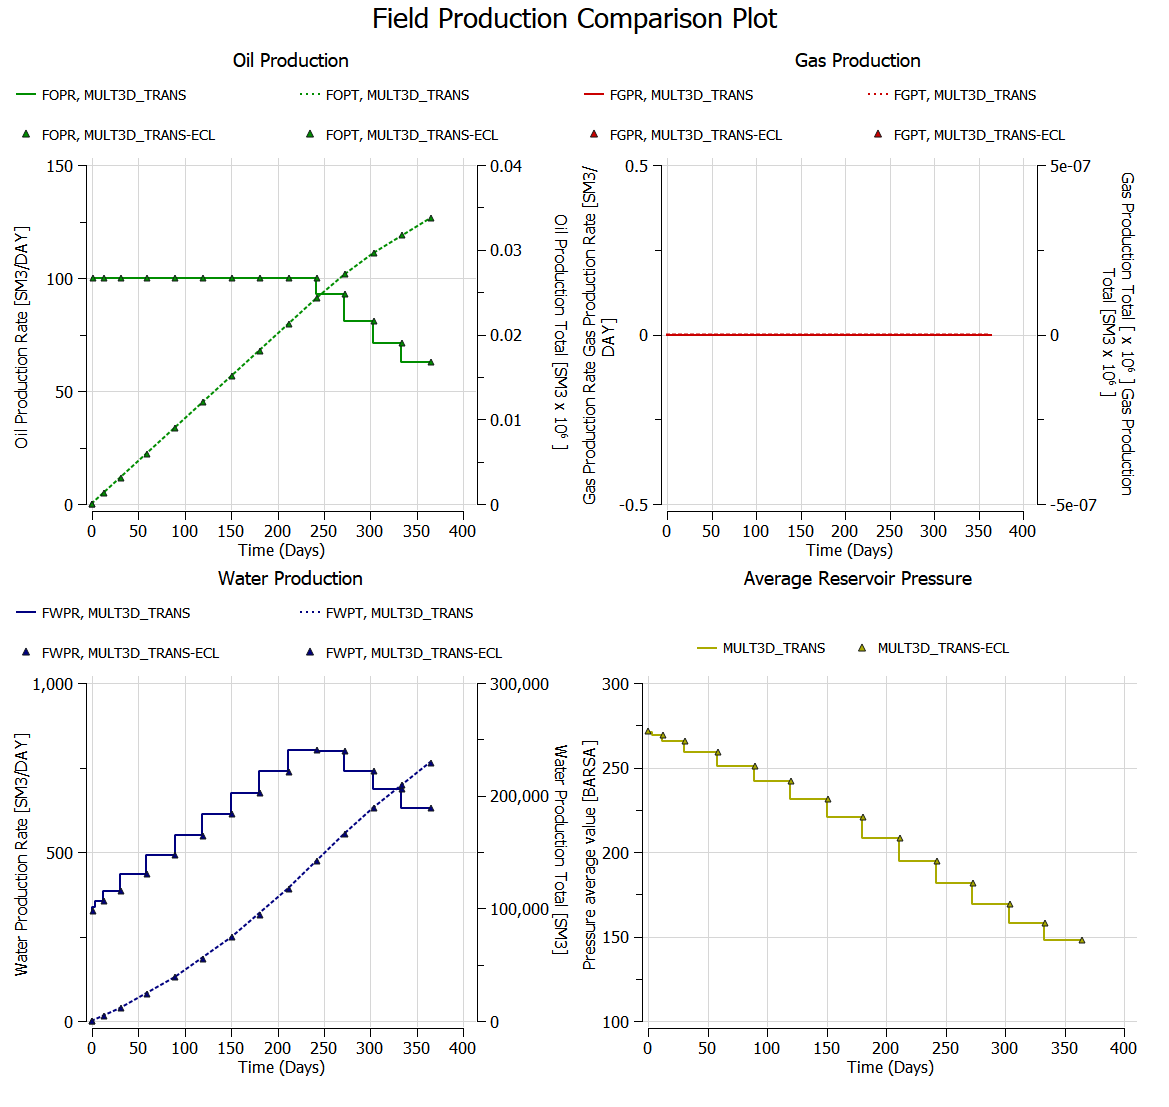 Field Production Comparison Plot
Oil Production
FOPR, MULT3D_TRANS
FOPT, MULT3D_TRANS
FOPR, MULT3D_TRANS-ECL
FOPT, MULT3D_TRANS-ECL
150
100
50
0
Oil Production Rate [SM3/DAY]
0.04
0.03
0.02
0.01
0
Oil Production Total [SM3 x 10⁶ ]
0 50 100 150 200 250 300 350 400
Time (Days)
Gas Production
FGPR, MULT3D_TRANS
FGPT, MULT3D_TRANS
FGPR, MULT3D_TRANS-ECL
FGPT, MULT3D_TRANS-ECL
0.5
0
-0.5
Gas Production Rate Gas Production Rate [SM3/
DAY]
5e-07
0
-5e-07
Gas Production Total [ x 10⁶ ] Gas Production
Total [SM3 x 10⁶ ]
0 50 100 150 200 250 300 350 400
Time (Days)
Water Production
FWPR, MULT3D_TRANS
FWPT, MULT3D_TRANS
FWPR, MULT3D_TRANS-ECL
FWPT, MULT3D_TRANS-ECL
1,000
500
0
Water Production Rate [SM3/DAY]
300,000
200,000
100,000
0
Water Production Total [SM3]
0 50 100 150 200 250 300 350 400
Time (Days)
Average Reservoir Pressure
MULT3D_TRANS
MULT3D_TRANS-ECL
300
250
200
150
100
Pressure average value [BARSA ]
0 50 100 150 200 250 300 350 400
Time (Days)